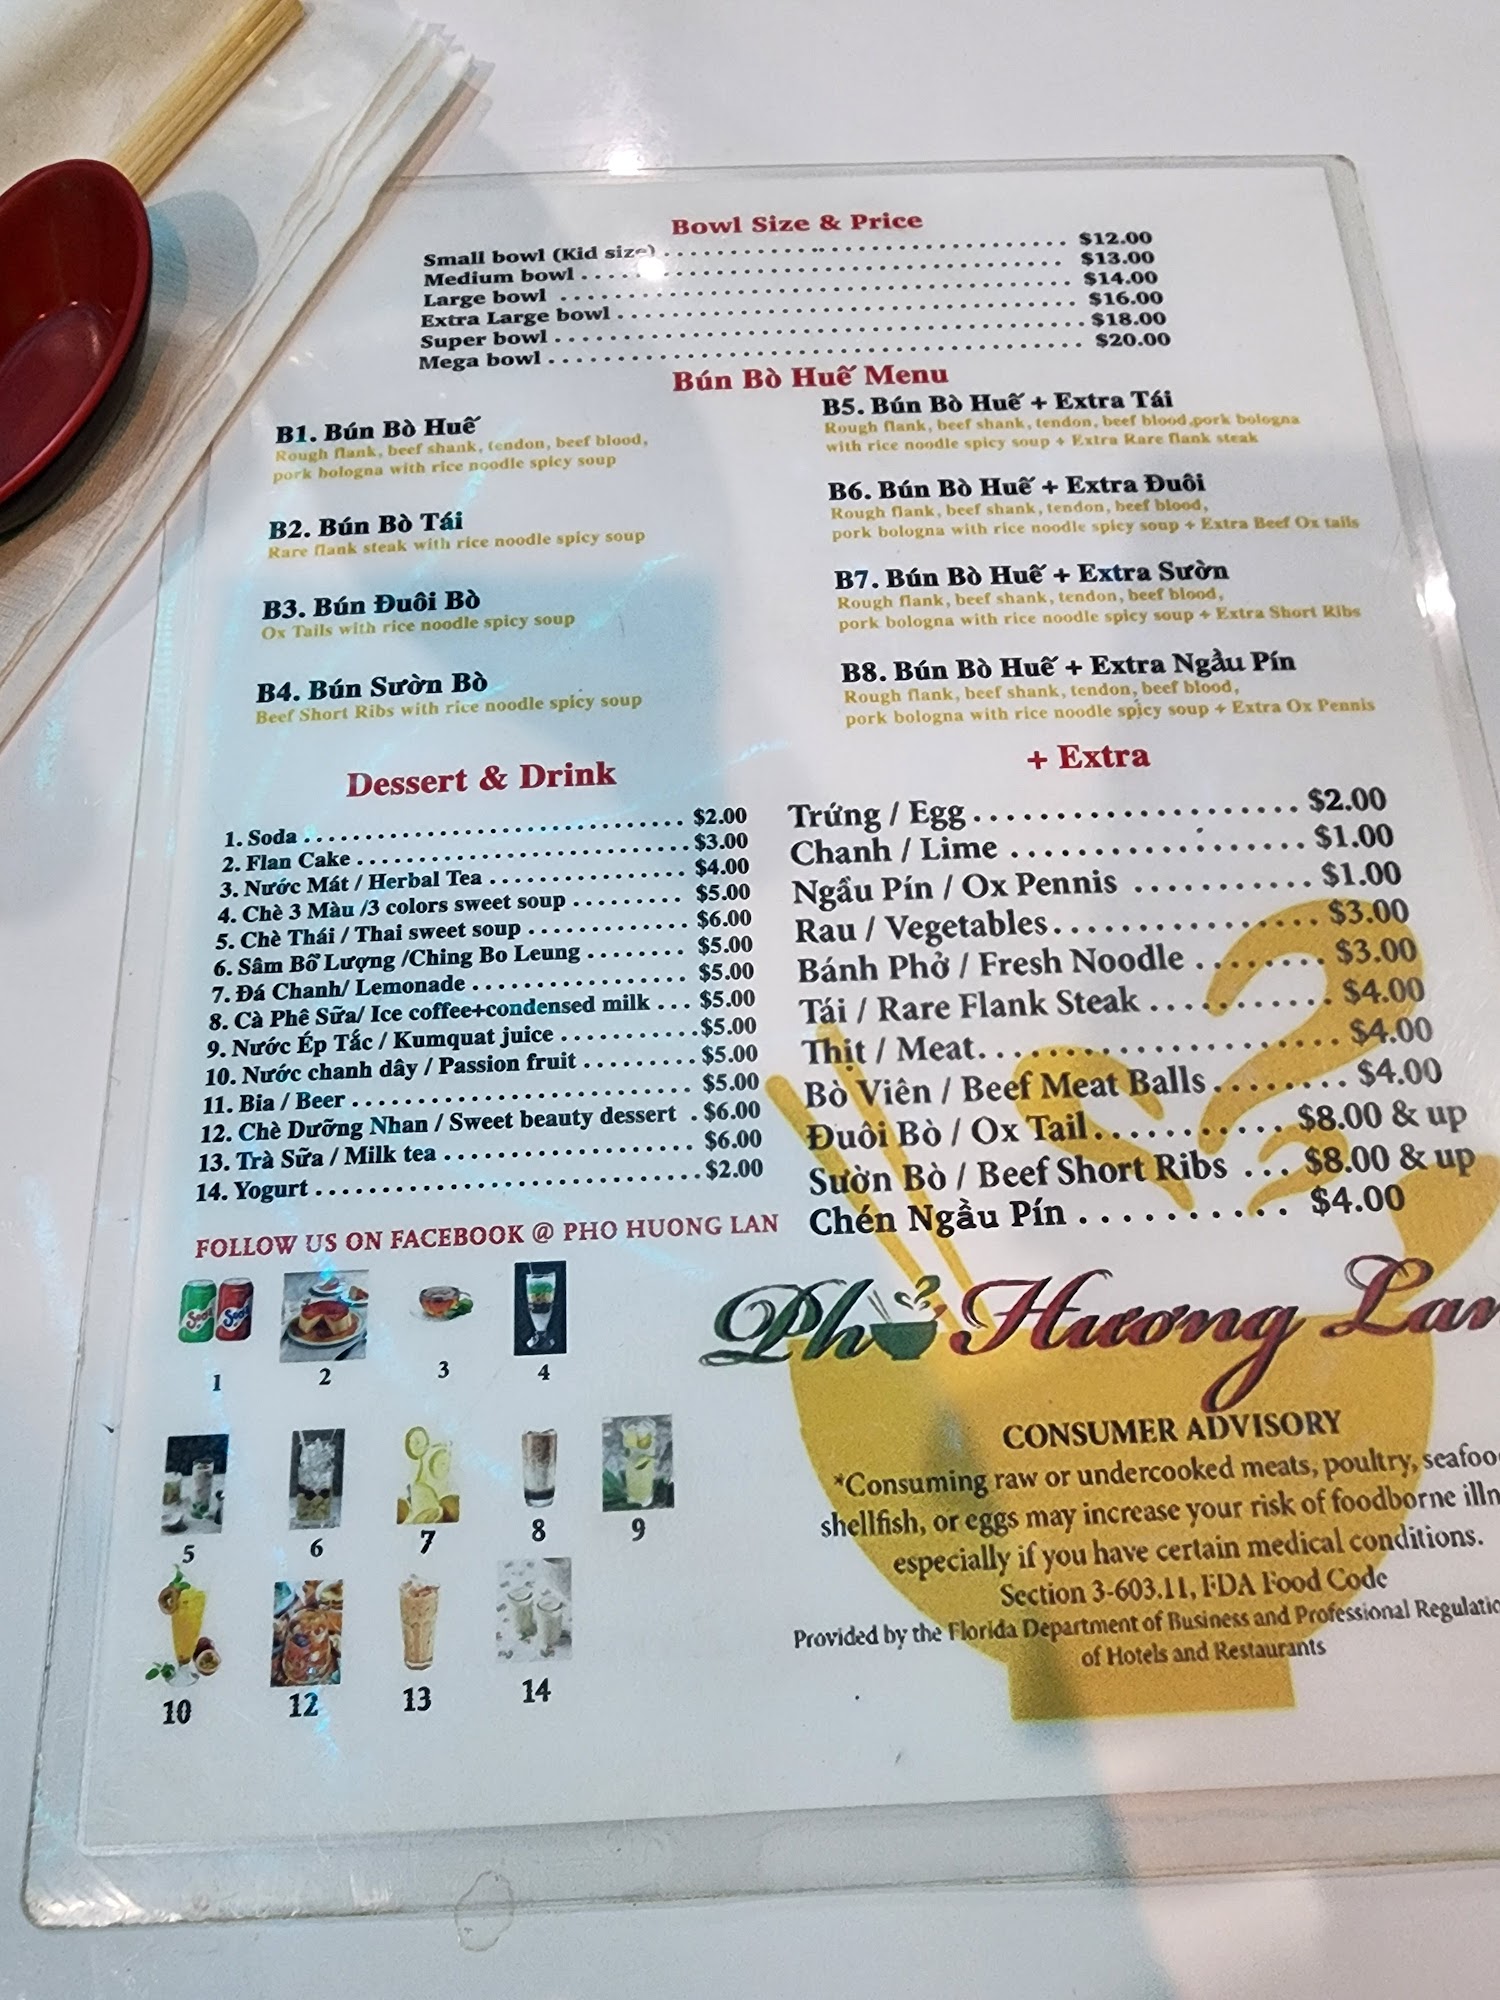 Bowl Size & Price
Small bowl (Kid size) $12.00
Medium bowl $13.00
Large bowl $14.00
Extra Large bowl $16.00
Super bowl $18.00
Mega bowl $20.00
Bún Bò Huế Menu
B1. Bún Bò Huế
Rough flank, beef shank, tendon, beef blood,
pork bologna with rice noodle spicy soup
B2. Bún Bò Tái
Rare flank steak with rice noodle spicy soup
B3. Bún Đuôi Bò
Ox Tails with rice noodle spicy soup
B4. Bún Sườn Bò
Beef Short Ribs with rice noodle spicy soup
B5. Bún Bò Huế + Extra Tái
Rough flank, beef shank, tendon, beef blood,pork bologna
with rice noodle spicy soup + Extra Rare flank steak
B6. Bún Bò Huế + Extra Đuôi
Rough flank, beef shank, tendon, beef blood,
pork bologna with rice noodle spicy soup + Extra Beef Ox tails
B7. Bún Bò Huế + Extra Sườn
Rough flank, beef shank, tendon, beef blood,
pork bologna with rice noodle spicy soup + Extra Short Ribs
B8. Bún Bò Huế + Extra Ngầu Pín
Rough flank, beef shank, tendon, beef blood,
pork bologna with rice noodle spicy soup + Extra Ox Pennis
Dessert & Drink
1. Soda $2.00
2. Flan Cake $3.00
3. Nước Mát / Herbal Tea $4.00
4. Chè 3 Màu /3 colors sweet soup $5.00
5. Chè Thái / Thai sweet soup $6.00
6. Sâm Bổ Lượng /Ching Bo Leung $5.00
7. Đá Chanh/ Lemonade $5.00
8. Cà Phê Sữa/ Ice coffee+condensed milk $5.00
9. Nước Ép Tắc / Kumquat juice $5.00
10. Nước chanh dây / Passion fruit $5.00
11. Bia / Beer $5.00
12. Chè Dưỡng Nhan / Sweet beauty dessert $6.00
13. Trà Sữa / Milk tea $6.00
14. Yogurt $2.00
FOLLOW US ON FACEBOOK @ PHO HUONG LAN
+ Extra
Trứng / Egg $2.00
Chanh / Lime $1.00
Ngầu Pín / Ox Pennis $1.00
Rau / Vegetables $3.00
Bánh Phở / Fresh Noodle $3.00
Tái / Rare Flank Steak $4.00
Thịt / Meat $4.00
Bò Viên / Beef Meat Balls $4.00
Đuôi Bò / Ox Tail $8.00 & up
Sườn Bò / Beef Short Ribs $8.00 & up
Chén Ngầu Pín $4.00
Soda Soda
1 2 3 4
5 6 7 8 9
10 12 13 14
Phở Hương Lan
CONSUMER ADVISORY
*Consuming raw or undercooked meats, poultry, seafoo
shellfish, or eggs may increase your risk of foodborne illn
especially if you have certain medical conditions.
Section 3-603.11, FDA Food Code
Provided by the Florida Department of Business and Professional Regulatio
of Hotels and Restaurants